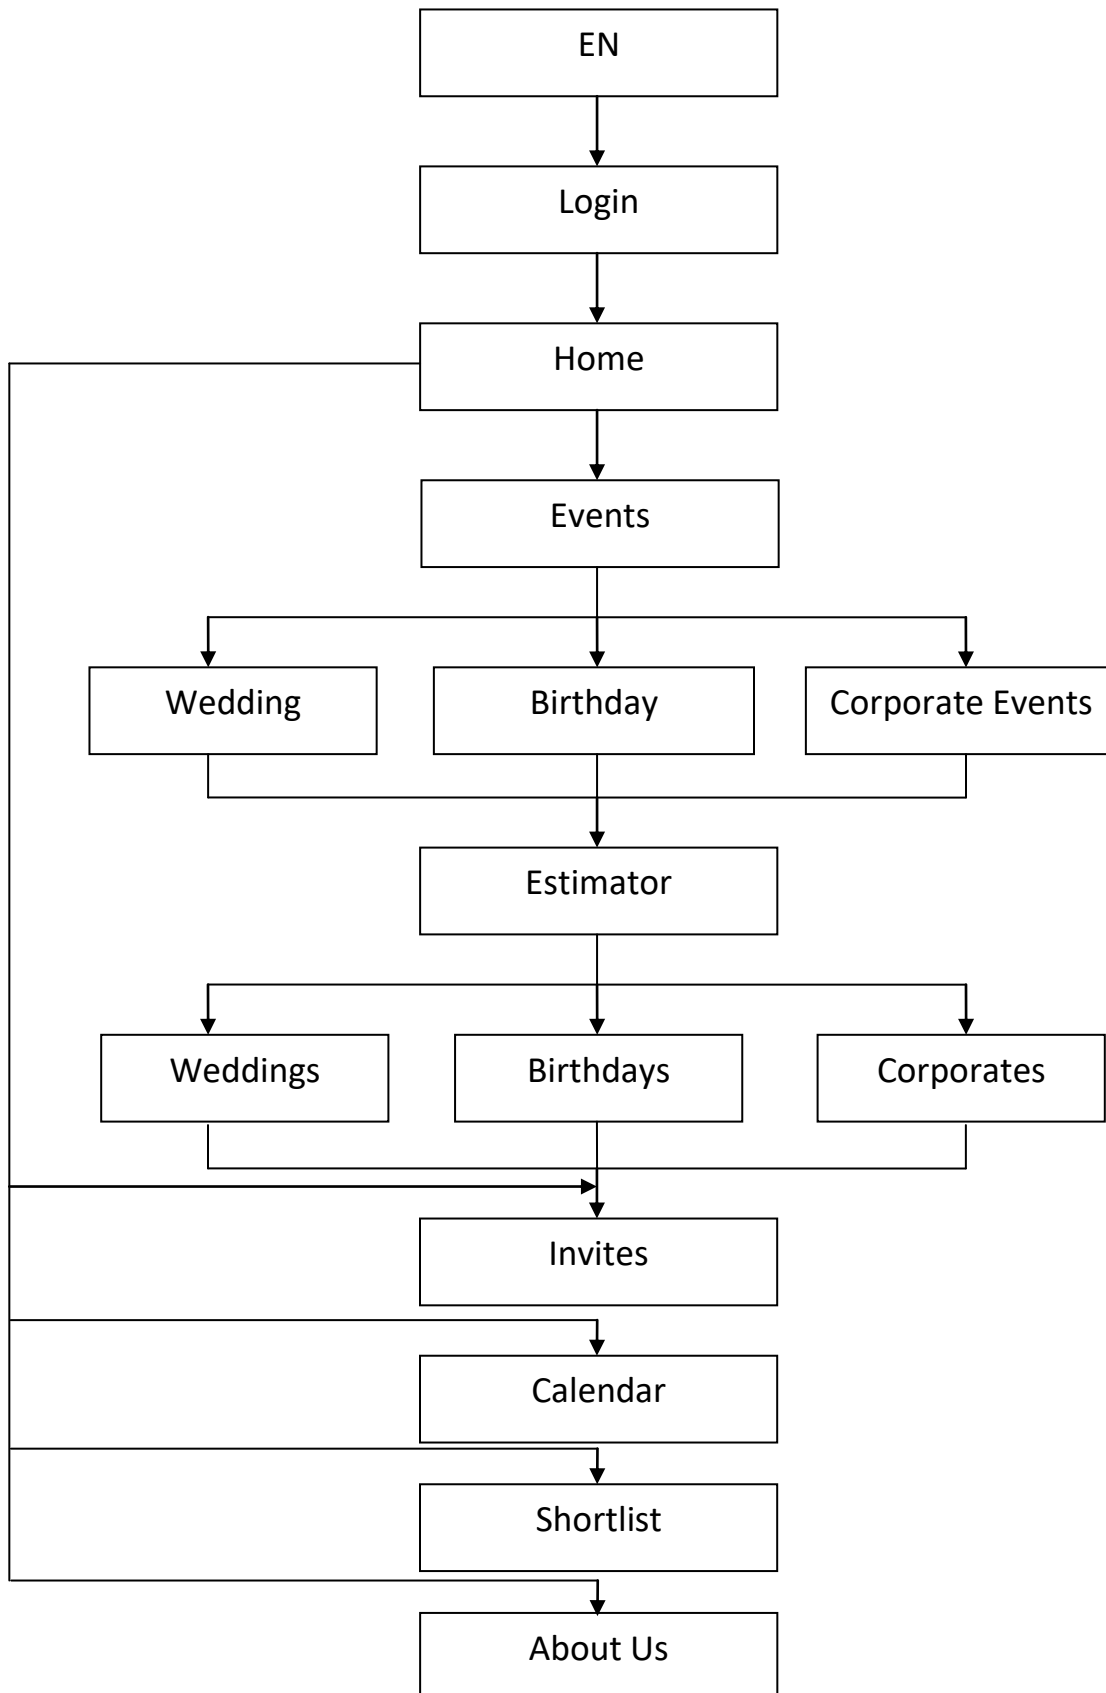 EN
Login
Home
Events
Wedding
Birthday
Corporate Events
Estimator
Weddings
Birthdays
Corporates
Invites
Calendar
Shortlist
About Us